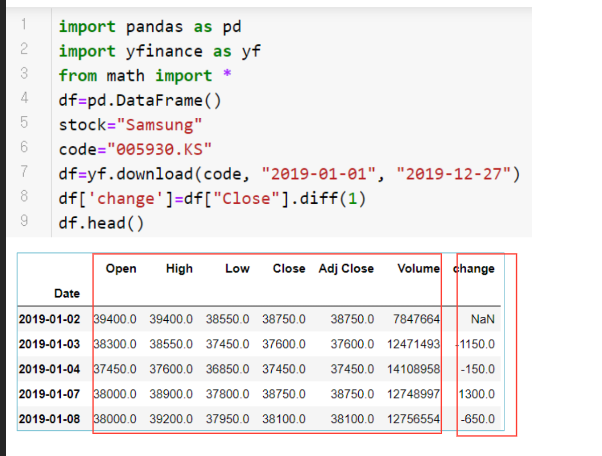 1 import pandas as pd
2 import yfinance as yf
3 from math import *
4 df=pd.DataFrame()
5 stock="Samsung"
6 code="005930.KS"
7 df=yf.download(code, "2019-01-01", "2019-12-27")
8 df['change']=df["Close"].diff(1)
9 df.head()
Open High Low Close Adj Close Volume change
Date
2019-01-02 39400.0 39400.0 38550.0 38750.0 38750.0 7847664 NaN
2019-01-03 38300.0 38550.0 37450.0 37600.0 37600.0 12471493 -1150.0
2019-01-04 37450.0 37600.0 36850.0 37450.0 37450.0 14108958 -150.0
2019-01-07 38000.0 38900.0 37800.0 38750.0 38750.0 12748997 1300.0
2019-01-08 38000.0 39200.0 37950.0 38100.0 38100.0 12756554 -650.0